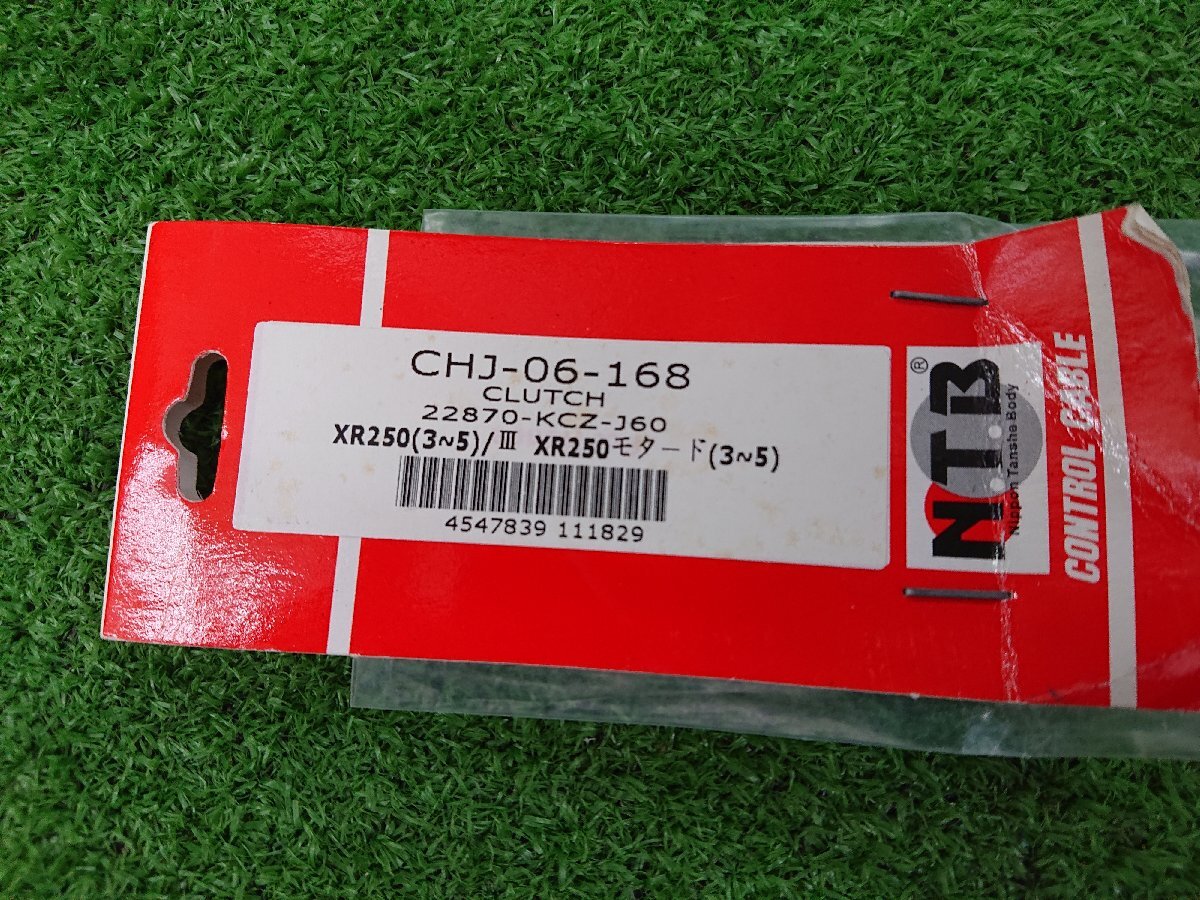 CHJ-06-168
CLUTCH
22870-KCZ-J60
XR250(3~5)/Ⅲ XR250モタード(3~5)
4547839 111829
N.T.B
®
Nippon Tansha Body
CONTROL CABLE